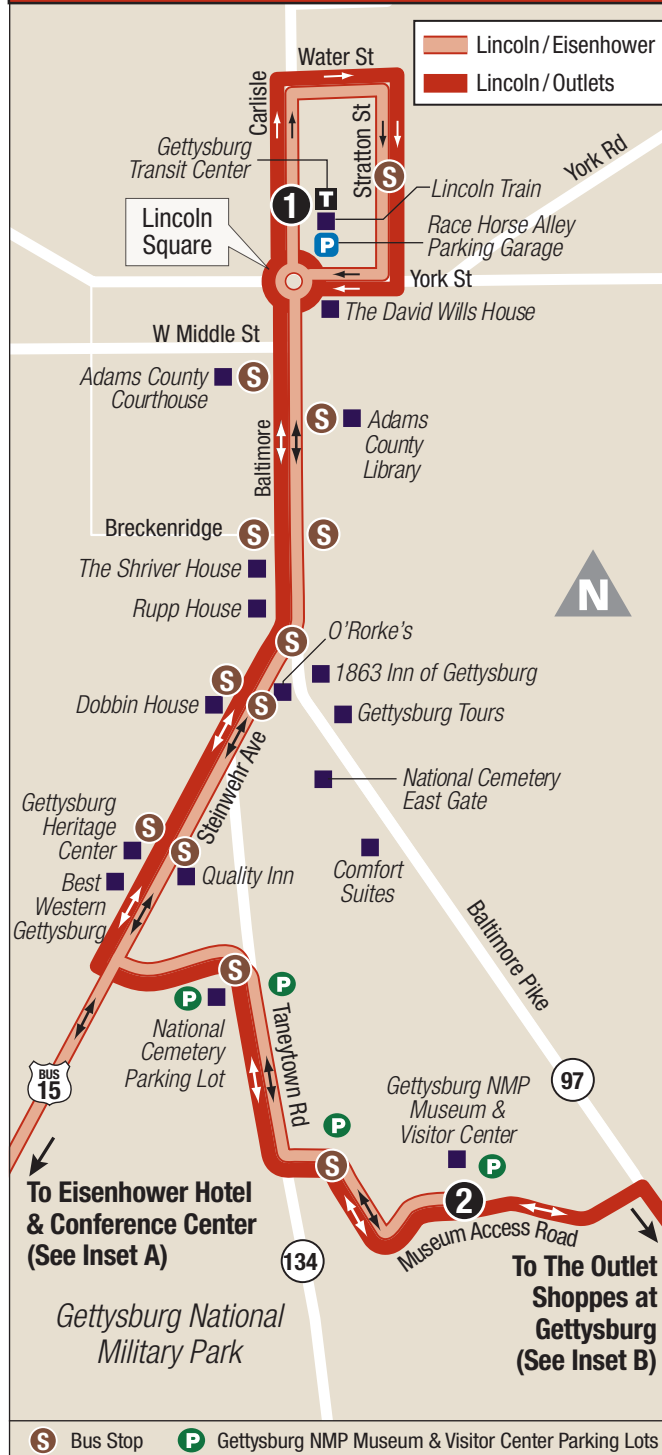 Lincoln / Eisenhower
Lincoln / Outlets
Water St
Carlisle
Stratton St
York Rd
Gettysburg
Transit Center
S
T
1
Lincoln Train
Lincoln
Square
P
Race Horse Alley
Parking Garage
York St
The David Wills House
W Middle St
Adams County
Courthouse
S
S
Adams
County
Library
Baltimore
Breckenridge
S
S
The Shriver House
Rupp House
N
S
O'Rorke's
1863 Inn of Gettysburg
S
Dobbin House
S
Gettysburg Tours
Steinwehr Ave
National Cemetery
East Gate
Gettysburg
Heritage
Center
S
S
Quality Inn
Best
Western
Gettysburg
Comfort
Suites
Baltimore Pike
S
P
P
National
Cemetery
Parking Lot
Taneytown Rd
BUS
15
97
Gettysburg NMP
Museum &
Visitor Center
P
S
P
2
Museum Access Road
To Eisenhower Hotel
& Conference Center
(See Inset A)
134
To The Outlet
Shoppes at
Gettysburg
(See Inset B)
Gettysburg National
Military Park
S Bus Stop P Gettysburg NMP Museum & Visitor Center Parking Lots